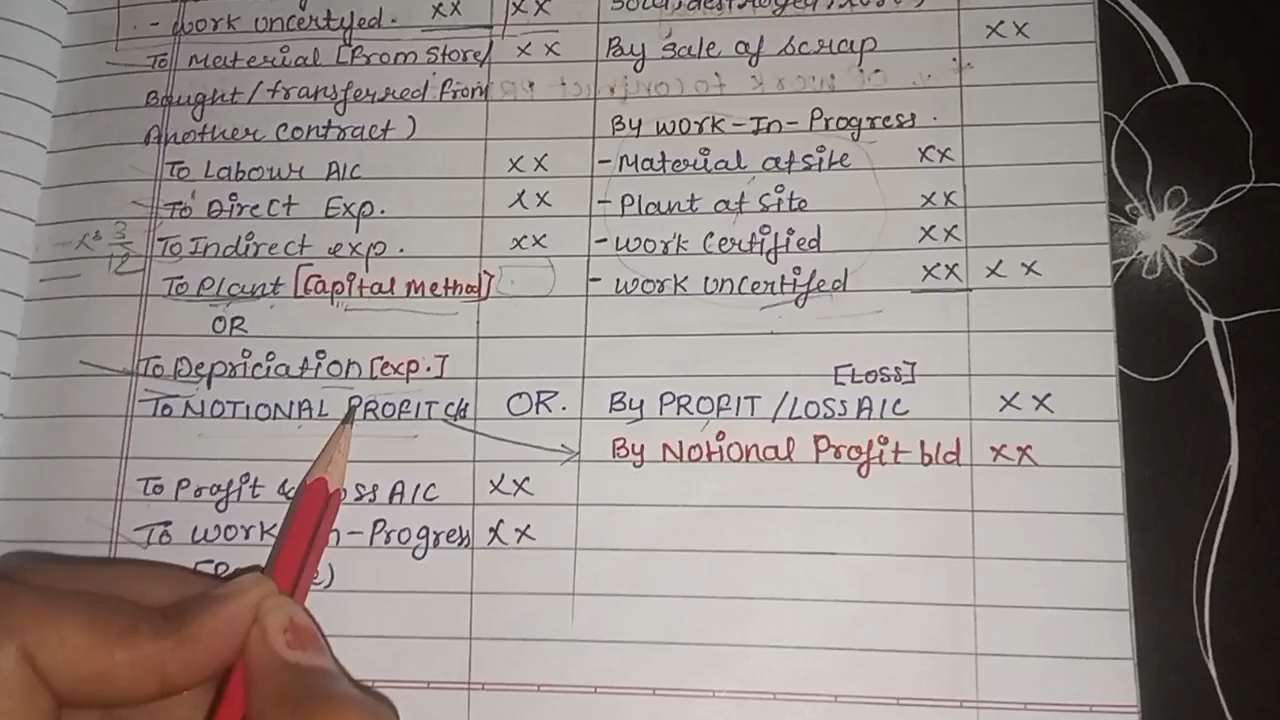 - Work uncertyed. xx xx
To Material [From Store/ xx
Bought/transferred from
Another contract)
To Labour A/C xx
To Direct Exp. xx
To Indirect exp. xx
3
12
To Plant [Capital Method]
OR
To Depriciation [exp.]
To NOTIONAL PROFIT c/d OR.
To Profit & Loss A/C xx
To Work In-Progress xx
By Sale of Scrap xx
By Work-In-Progress.
- Material at site xx
- Plant at Site xx
- Work Certified xx
- Work Uncertifed xx xx
[LOSS]
By PROFIT /LOSS A/C xx
By Notional Profit b/d xx